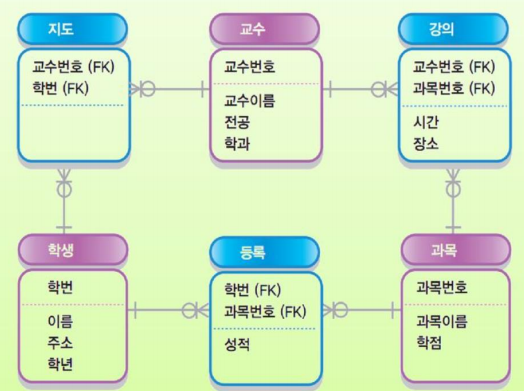 지도
교수번호 (FK)
학번 (FK)
교수
교수번호
교수이름
전공
학과
강의
교수번호 (FK)
과목번호 (FK)
시간
장소
학생
학번
이름
주소
학년
등록
학번 (FK)
과목번호 (FK)
성적
과목
과목번호
과목이름
학점